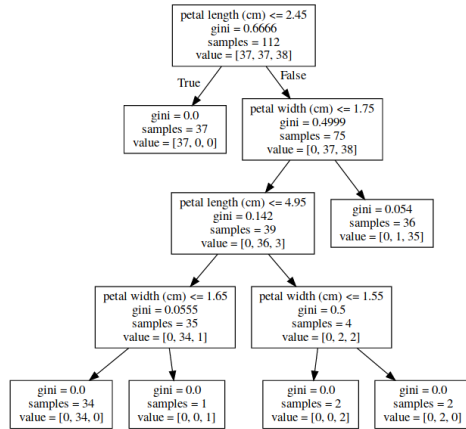 petal length (cm) <= 2.45
gini = 0.6666
samples = 112
value = [37, 37, 38]
True
False
gini = 0.0
samples = 37
value = [37, 0, 0]
petal width (cm) <= 1.75
gini = 0.4999
samples = 75
value = [0, 37, 38]
petal length (cm) <= 4.95
gini = 0.142
samples = 39
value = [0, 36, 3]
gini = 0.054
samples = 36
value = [0, 1, 35]
petal width (cm) <= 1.65
gini = 0.0555
samples = 35
value = [0, 34, 1]
petal width (cm) <= 1.55
gini = 0.5
samples = 4
value = [0, 2, 2]
gini = 0.0
samples = 34
value = [0, 34, 0]
gini = 0.0
samples = 1
value = [0, 0, 1]
gini = 0.0
samples = 2
value = [0, 0, 2]
gini = 0.0
samples = 2
value = [0, 2, 0]